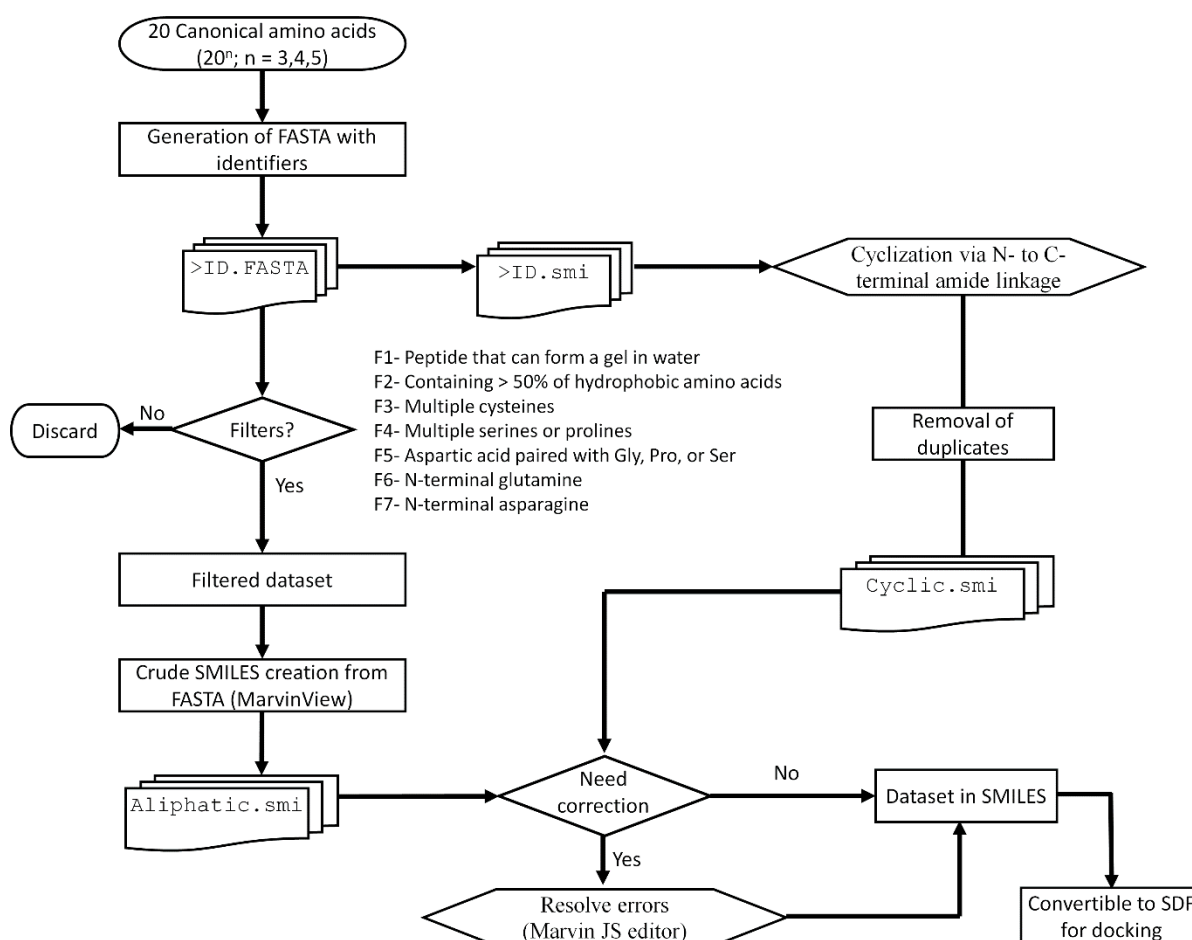 20 Canonical amino acids
(20ⁿ; n = 3,4,5)
Generation of FASTA with
identifiers
>ID.FASTA
>ID.smi
Cyclization via N- to C-
terminal amide linkage
F1- Peptide that can form a gel in water
F2- Containing > 50% of hydrophobic amino acids
F3- Multiple cysteines
F4- Multiple serines or prolines
F5- Aspartic acid paired with Gly, Pro, or Ser
F6- N-terminal glutamine
F7- N-terminal asparagine
Discard
No
Filters?
Yes
Removal of
duplicates
Filtered dataset
Cyclic.smi
Crude SMILES creation from
FASTA (MarvinView)
Aliphatic.smi
Need
correction
No
Dataset in SMILES
Yes
Resolve errors
(Marvin JS editor)
Convertible to SDF
for docking